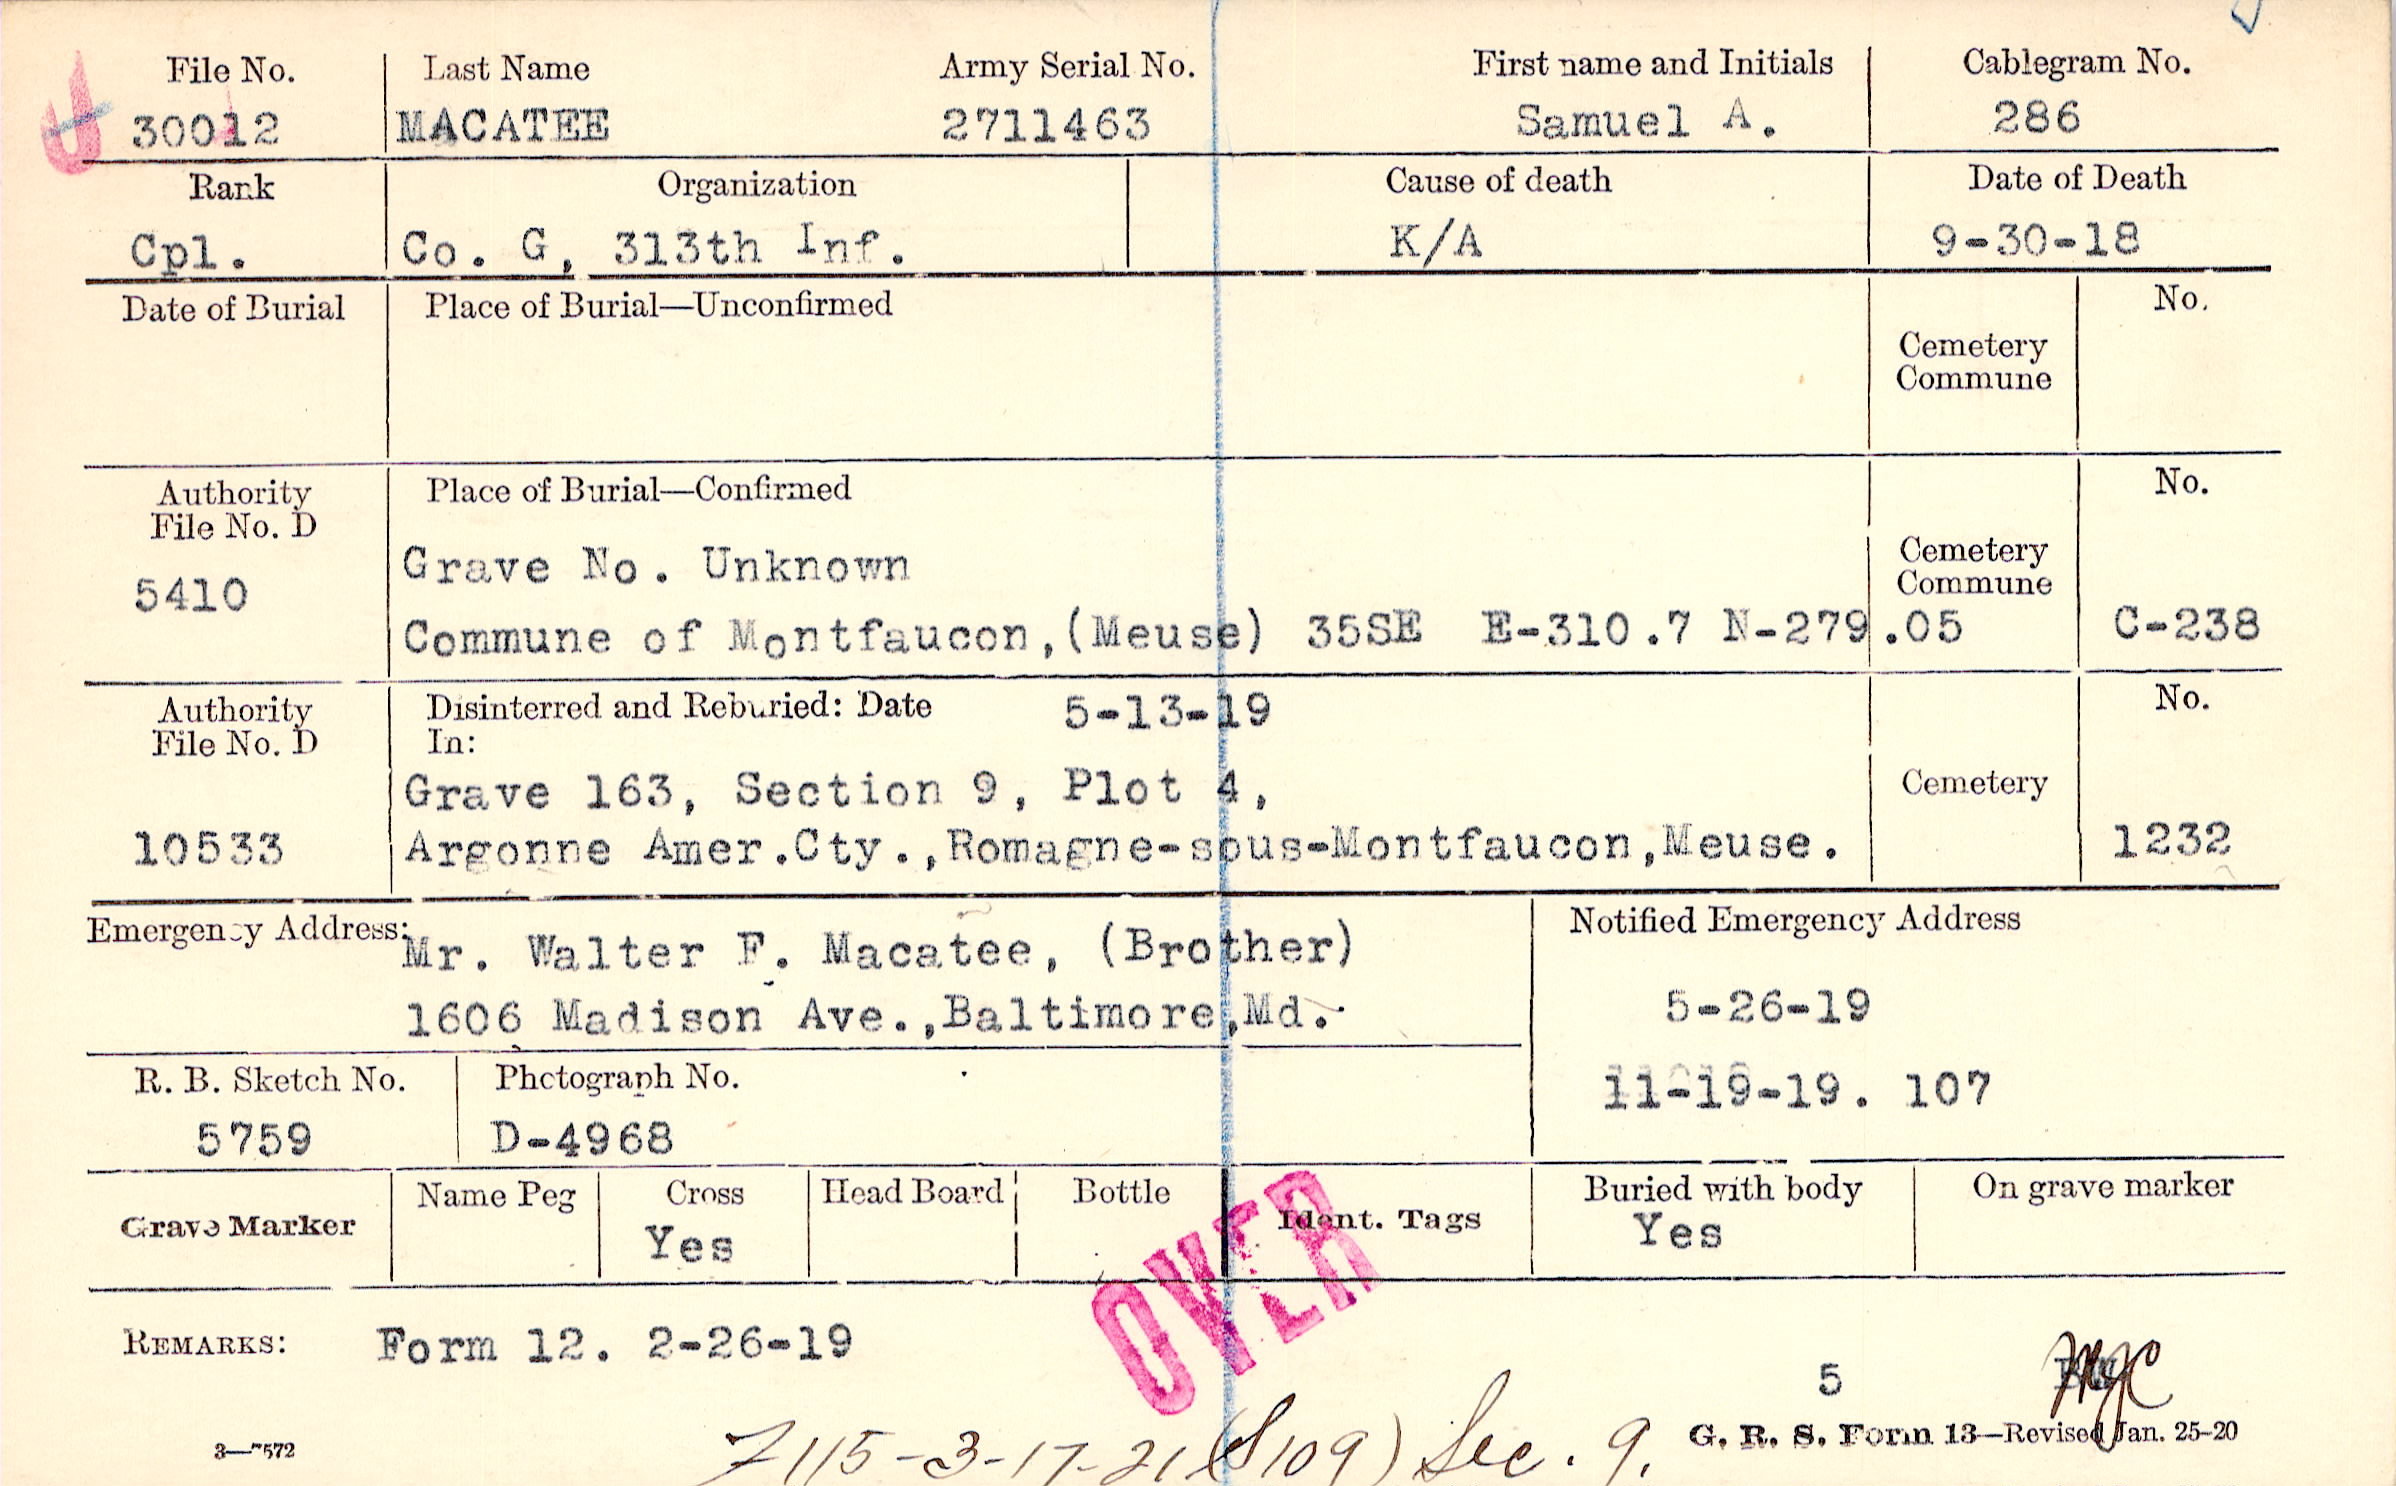 File No. Last Name Army Serial No. First name and Initials Cablegram No.
30012 MACATEE 2711463 Samuel A. 286
Rank Organization Cause of death Date of Death
Cpl. Co. G, 313th Inf. K/A 9-30-18
Date of Burial Place of Burial—Unconfirmed No.
Cemetery
Commune
Authority Place of Burial—Confirmed No.
File No. D
Cemetery
Commune
5410 Grave No. Unknown
Commune of Montfaucon,(Meuse) 35SE E-310.7 N-279.05 C-238
Authority Disinterred and Reburied: Date 5-13-19 No.
File No. D In:
Grave 163, Section 9, Plot 4, Cemetery
10533 Argonne Amer.Cty.,Romagne-sous-Montfaucon,Meuse. 1232
Emergency Address: Mr. Walter F. Macatee, (Brother) Notified Emergency Address
1606 Madison Ave.,Baltimore,Md. 5-26-19
R. B. Sketch No. Photograph No. 11-19-19. 107
5759 D-4968
Grave Marker Name Peg Cross Head Board Bottle Ident. Tags Buried with body On grave marker
Yes Yes
OVER
REMARKS: Form 12. 2-26-19
5
7115-3-17-21 (S109) Sec. 9.
G. R. S. Form 13—Revised Jan. 25-20
3—7572